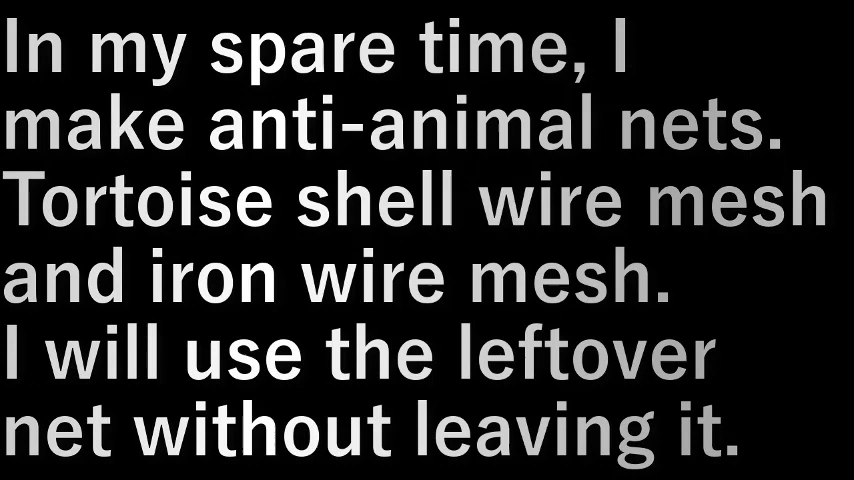 In my spare time, I
make anti-animal nets.
Tortoise shell wire mesh
and iron wire mesh.
I will use the leftover
net without leaving it.